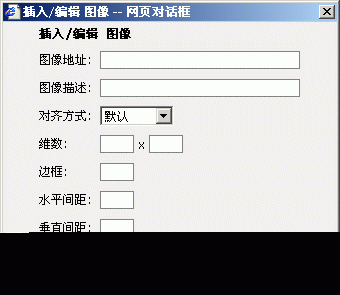 插入/编辑 图像 -- 网页对话框
插入/编辑 图像
图像地址:
图像描述:
对齐方式: 默认
维数: x
边框:
水平间距:
垂直间距: